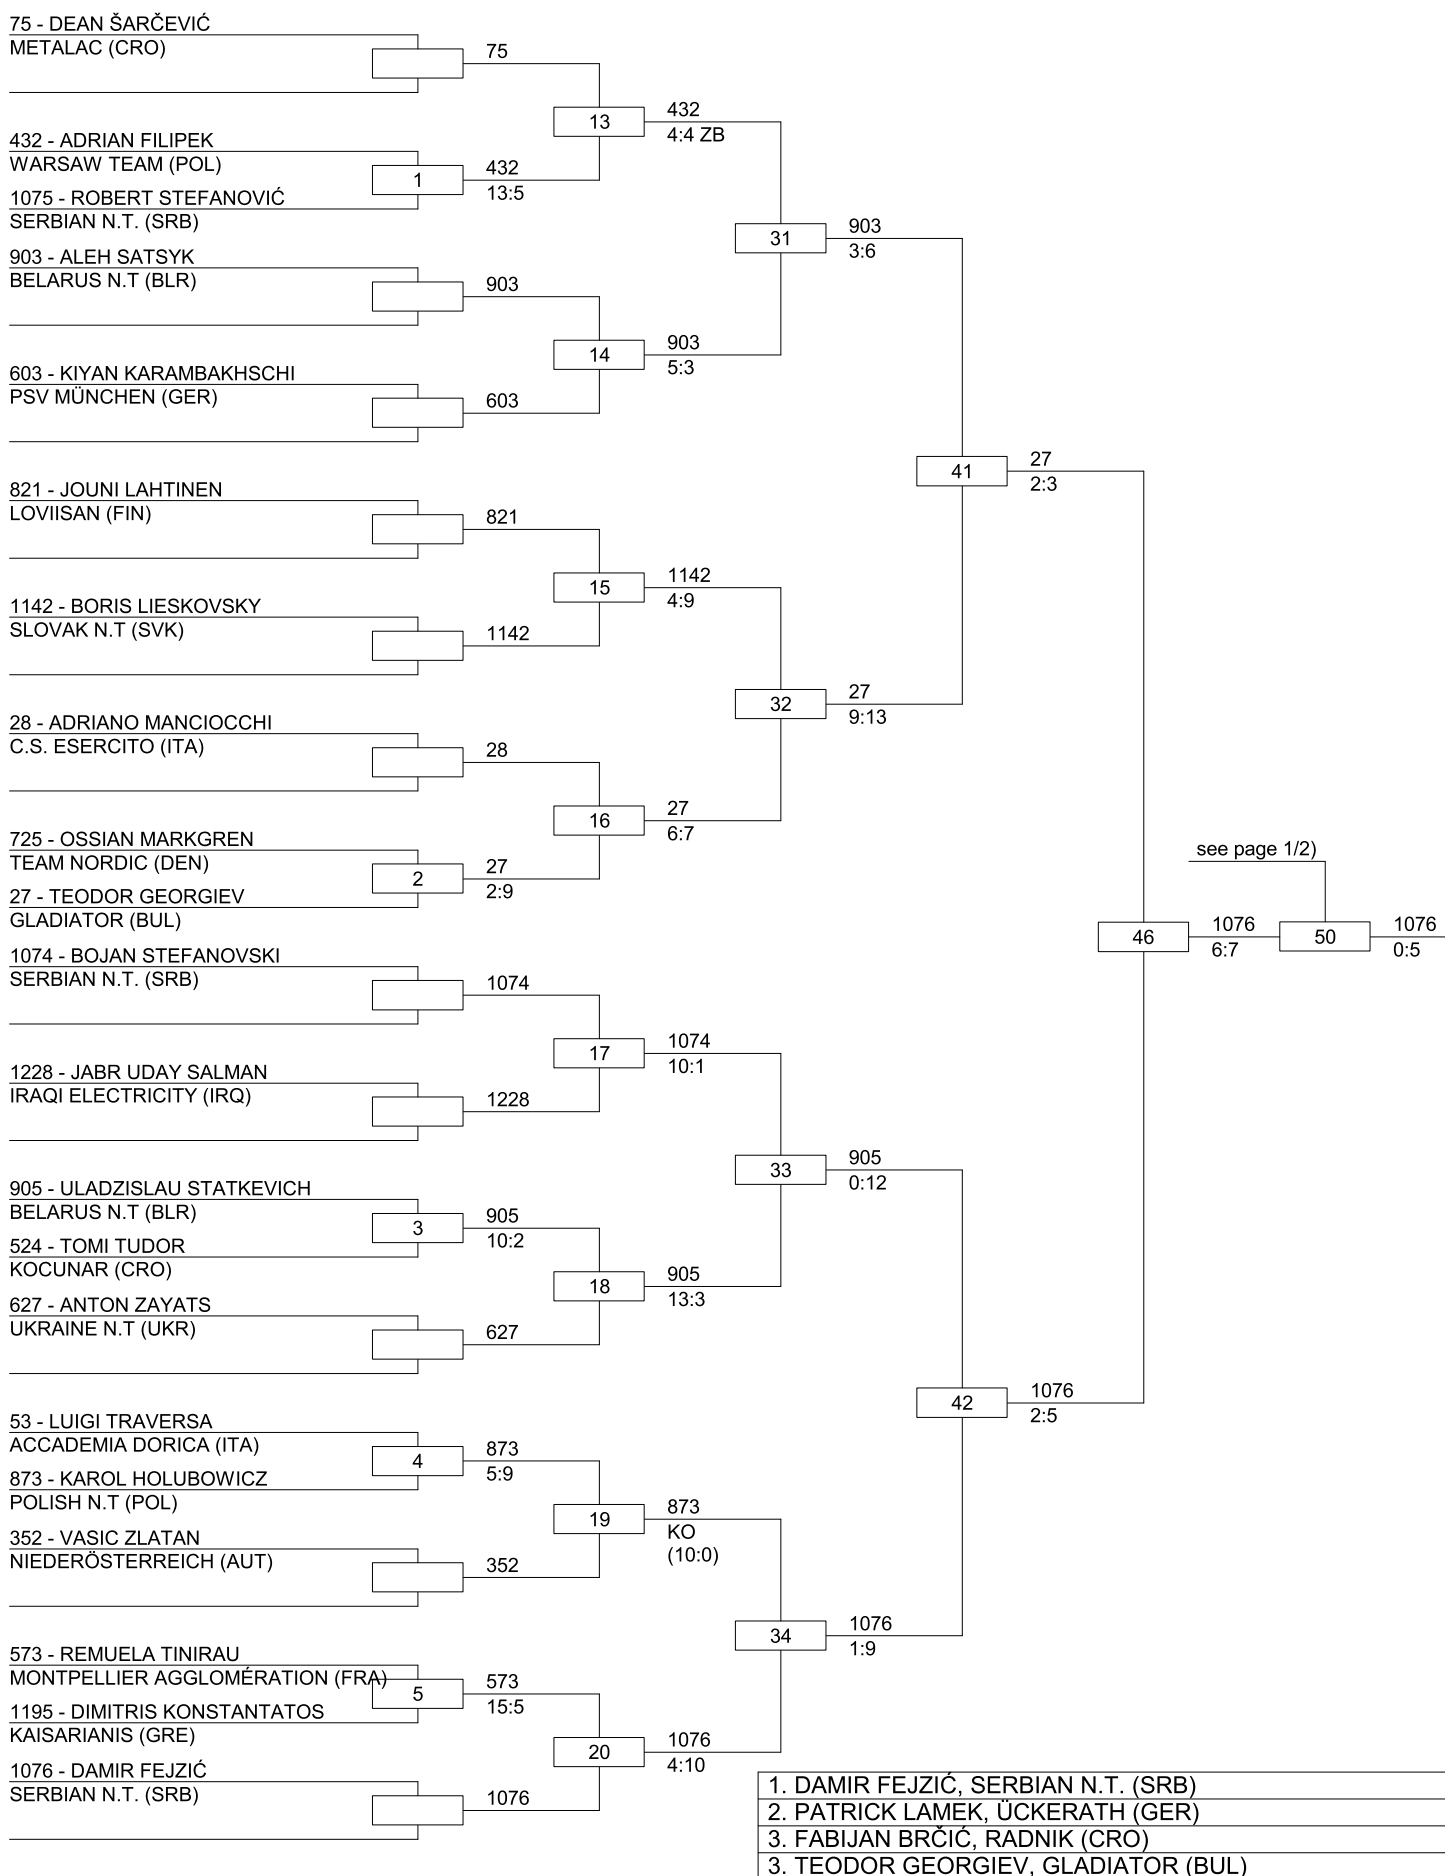 75 - DEAN ŠARČEVIĆ
METALAC (CRO)
75
13
432
4:4 ZB
432 - ADRIAN FILIPEK
WARSAW TEAM (POL)
1
432
13:5
1075 - ROBERT STEFANOVIĆ
SERBIAN N.T. (SRB)
31
903
3:6
903 - ALEH SATSYK
BELARUS N.T (BLR)
903
14
903
5:3
603 - KIYAN KARAMBAKHSCHI
PSV MÜNCHEN (GER)
603
41
27
2:3
821 - JOUNI LAHTINEN
LOVIISAN (FIN)
821
15
1142
4:9
1142 - BORIS LIESKOVSKY
SLOVAK N.T (SVK)
1142
32
27
9:13
28 - ADRIANO MANCIOCCHI
C.S. ESERCITO (ITA)
28
16
27
6:7
725 - OSSIAN MARKGREN
TEAM NORDIC (DEN)
2
27
2:9
27 - TEODOR GEORGIEV
GLADIATOR (BUL)
see page 1/2)
46
1076
6:7
50
1076
0:5
1074 - BOJAN STEFANOVSKI
SERBIAN N.T. (SRB)
1074
17
1074
10:1
1228 - JABR UDAY SALMAN
IRAQI ELECTRICITY (IRQ)
1228
33
905
0:12
905 - ULADZISLAU STATKEVICH
BELARUS N.T (BLR)
3
905
10:2
524 - TOMI TUDOR
KOCUNAR (CRO)
18
905
13:3
627 - ANTON ZAYATS
UKRAINE N.T (UKR)
627
42
1076
2:5
53 - LUIGI TRAVERSA
ACCADEMIA DORICA (ITA)
4
873
5:9
873 - KAROL HOLUBOWICZ
POLISH N.T (POL)
19
873
KO
(10:0)
352 - VASIC ZLATAN
NIEDERÖSTERREICH (AUT)
352
34
1076
1:9
573 - REMUELA TINIRAU
MONTPELLIER AGGLOMÉRATION (FRA)
5
573
15:5
1195 - DIMITRIS KONSTANTATOS
KAISARIANIS (GRE)
20
1076
4:10
1076 - DAMIR FEJZIĆ
SERBIAN N.T. (SRB)
1076
1. DAMIR FEJZIĆ, SERBIAN N.T. (SRB)
2. PATRICK LAMEK, ÜCKERATH (GER)
3. FABIJAN BRČIĆ, RADNIK (CRO)
3. TEODOR GEORGIEV, GLADIATOR (BUL)